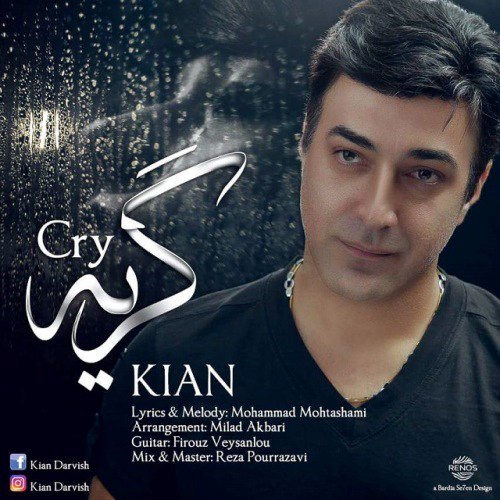 Cry
گریه
KIAN
Lyrics & Melody: Mohammad Mohtashami
Arrangement: Milad Akbari
Guitar: Firouz Veysanlou
Mix & Master: Reza Pourrazavi
Kian Darvish
Kian Darvish
RENOS
a Bardia Se7en Design